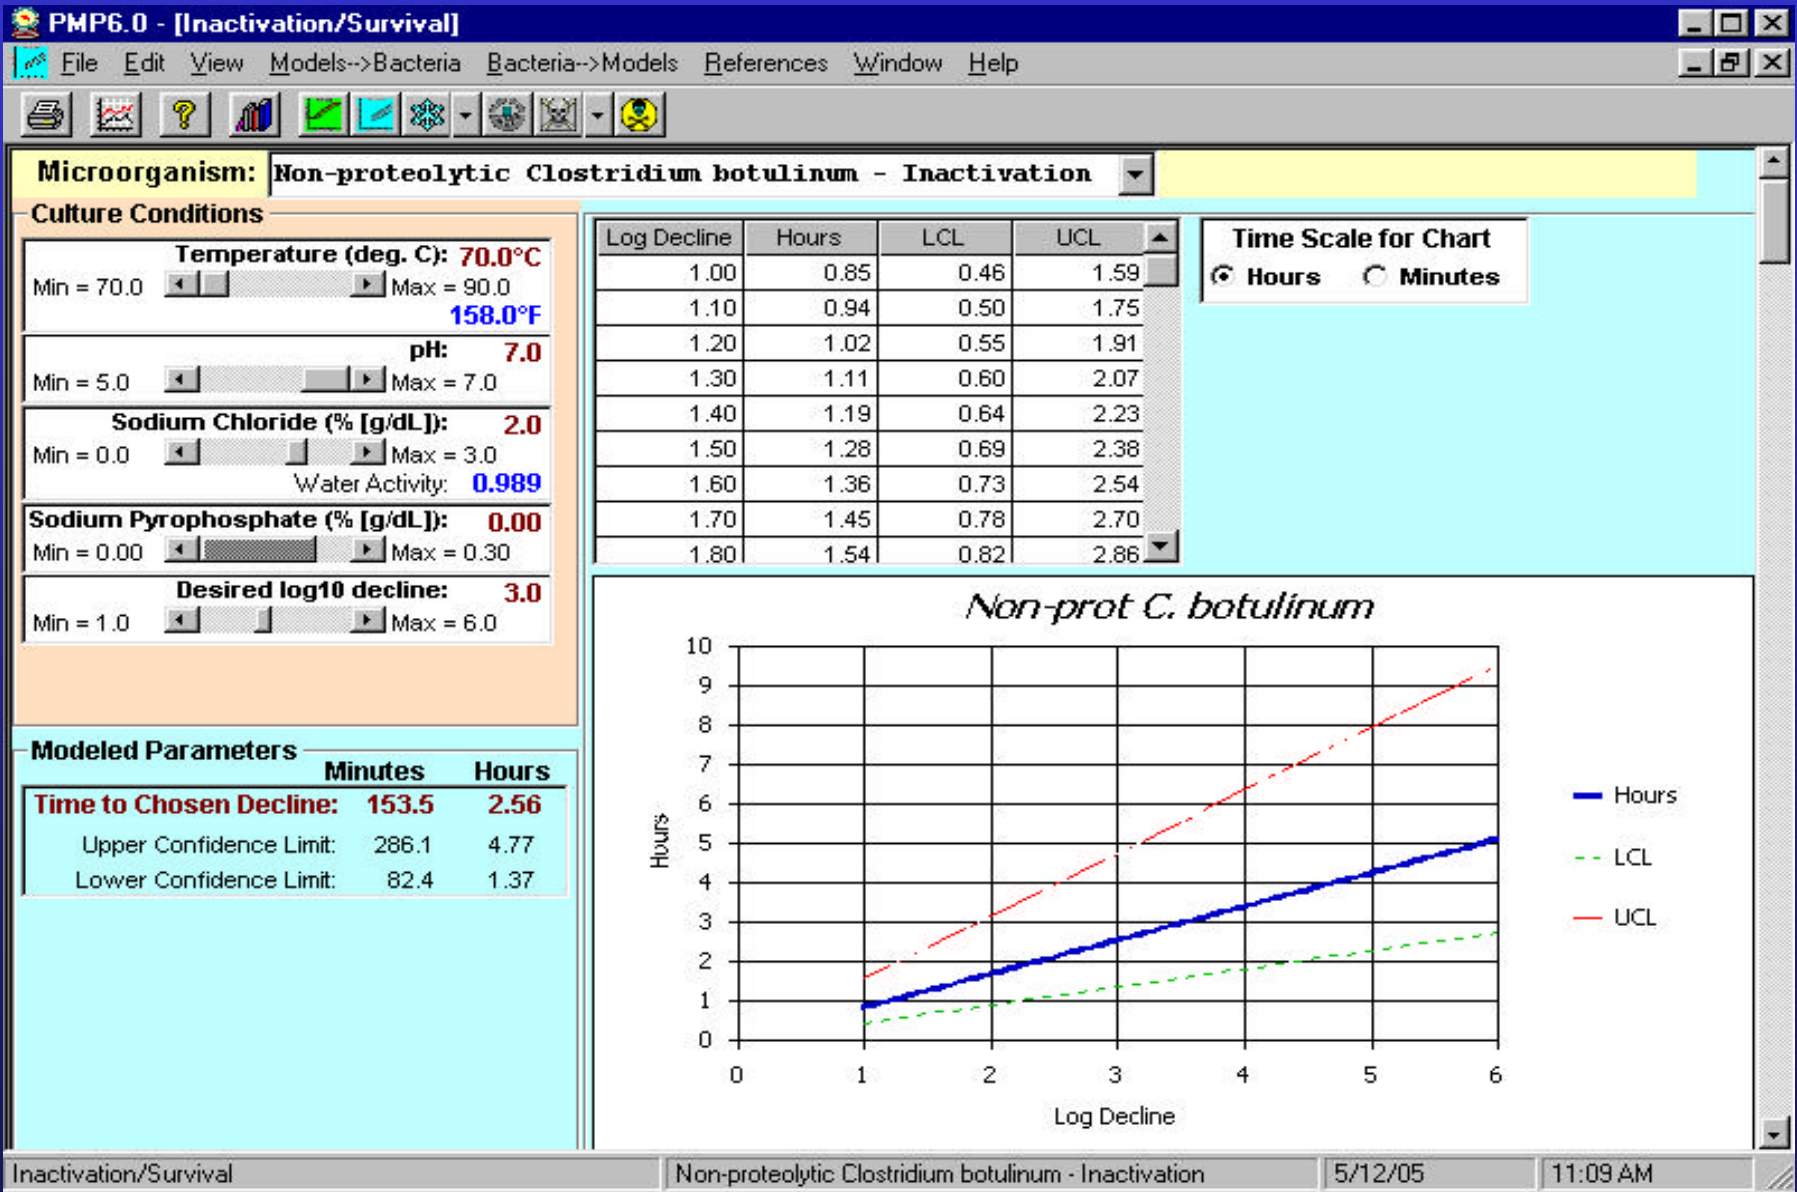 PMP6.0 - [Inactivation/Survival]
File Edit View Models-->Bacteria Bacteria-->Models References Window Help
Microorganism: Non-proteolytic Clostridium botulinum - Inactivation
Culture Conditions
Temperature (deg. C): 70.0°C
Min = 70.0 Max = 90.0
158.0°F
pH: 7.0
Min = 5.0 Max = 7.0
Sodium Chloride (% [g/dL]): 2.0
Min = 0.0 Max = 3.0
Water Activity: 0.989
Sodium Pyrophosphate (% [g/dL]): 0.00
Min = 0.00 Max = 0.30
Desired log10 decline: 3.0
Min = 1.0 Max = 6.0
Modeled Parameters
Minutes Hours
Time to Chosen Decline: 153.5 2.56
Upper Confidence Limit: 286.1 4.77
Lower Confidence Limit: 82.4 1.37
Log Decline Hours LCL UCL
1.00 0.85 0.46 1.59
1.10 0.94 0.50 1.75
1.20 1.02 0.55 1.91
1.30 1.11 0.60 2.07
1.40 1.19 0.64 2.23
1.50 1.28 0.69 2.38
1.60 1.36 0.73 2.54
1.70 1.45 0.78 2.70
1.80 1.54 0.82 2.86
Time Scale for Chart
Hours Minutes
Non-prot C. botulinum
10
9
8
7
6
5
4
3
2
1
0
Hours
0 1 2 3 4 5 6
Log Decline
Hours
LCL
UCL
Inactivation/Survival Non-proteolytic Clostridium botulinum - Inactivation 5/12/05 11:09 AM